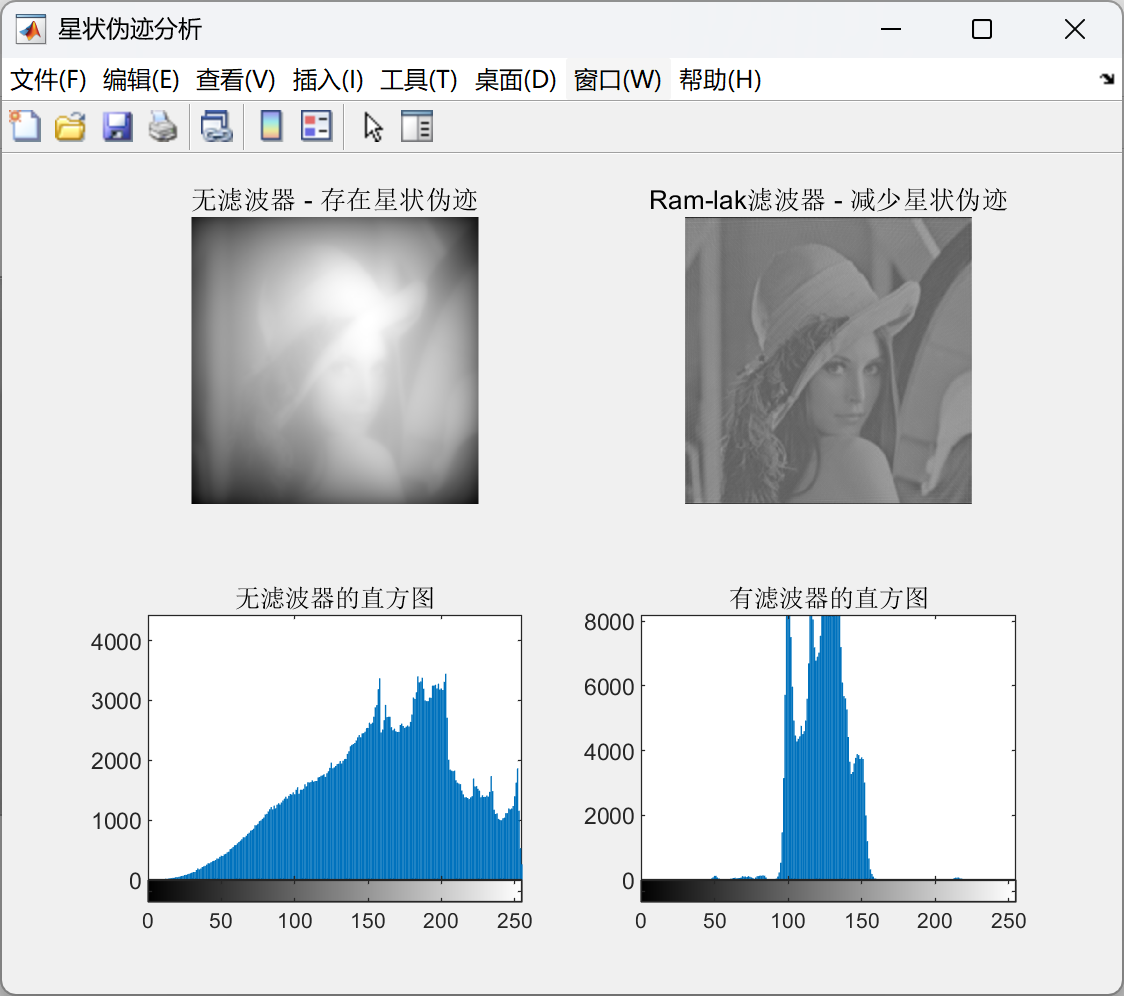 星状伪迹分析
文件(F) 编辑(E) 查看(V) 插入(I) 工具(T) 桌面(D) 窗口(W) 帮助(H)
无滤波器 - 存在星状伪迹
Ram-lak滤波器 - 减少星状伪迹
无滤波器的直方图
4000
3000
2000
1000
0
0 50 100 150 200 250
有滤波器的直方图
8000
6000
4000
2000
0
0 50 100 150 200 250